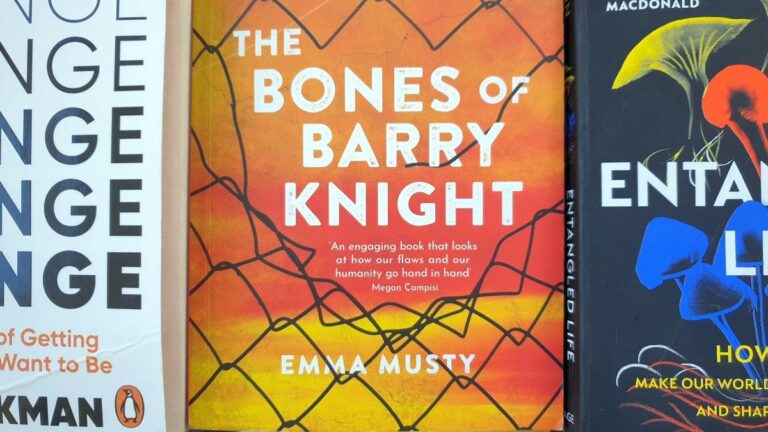 NGE
NGE
NGE
NGE
NGE
of Getting
Want to Be
KMAN
THE
BONES OF
BARRY
KNIGHT
'An engaging book that looks
at how our flaws and our
humanity go hand in hand'
Megan Campisi
EMMA MUSTY
ENTANGLED LIFE
MACDONALD
ENTAN
LI
HOW
MAKE OUR WORLD
AND SHAP